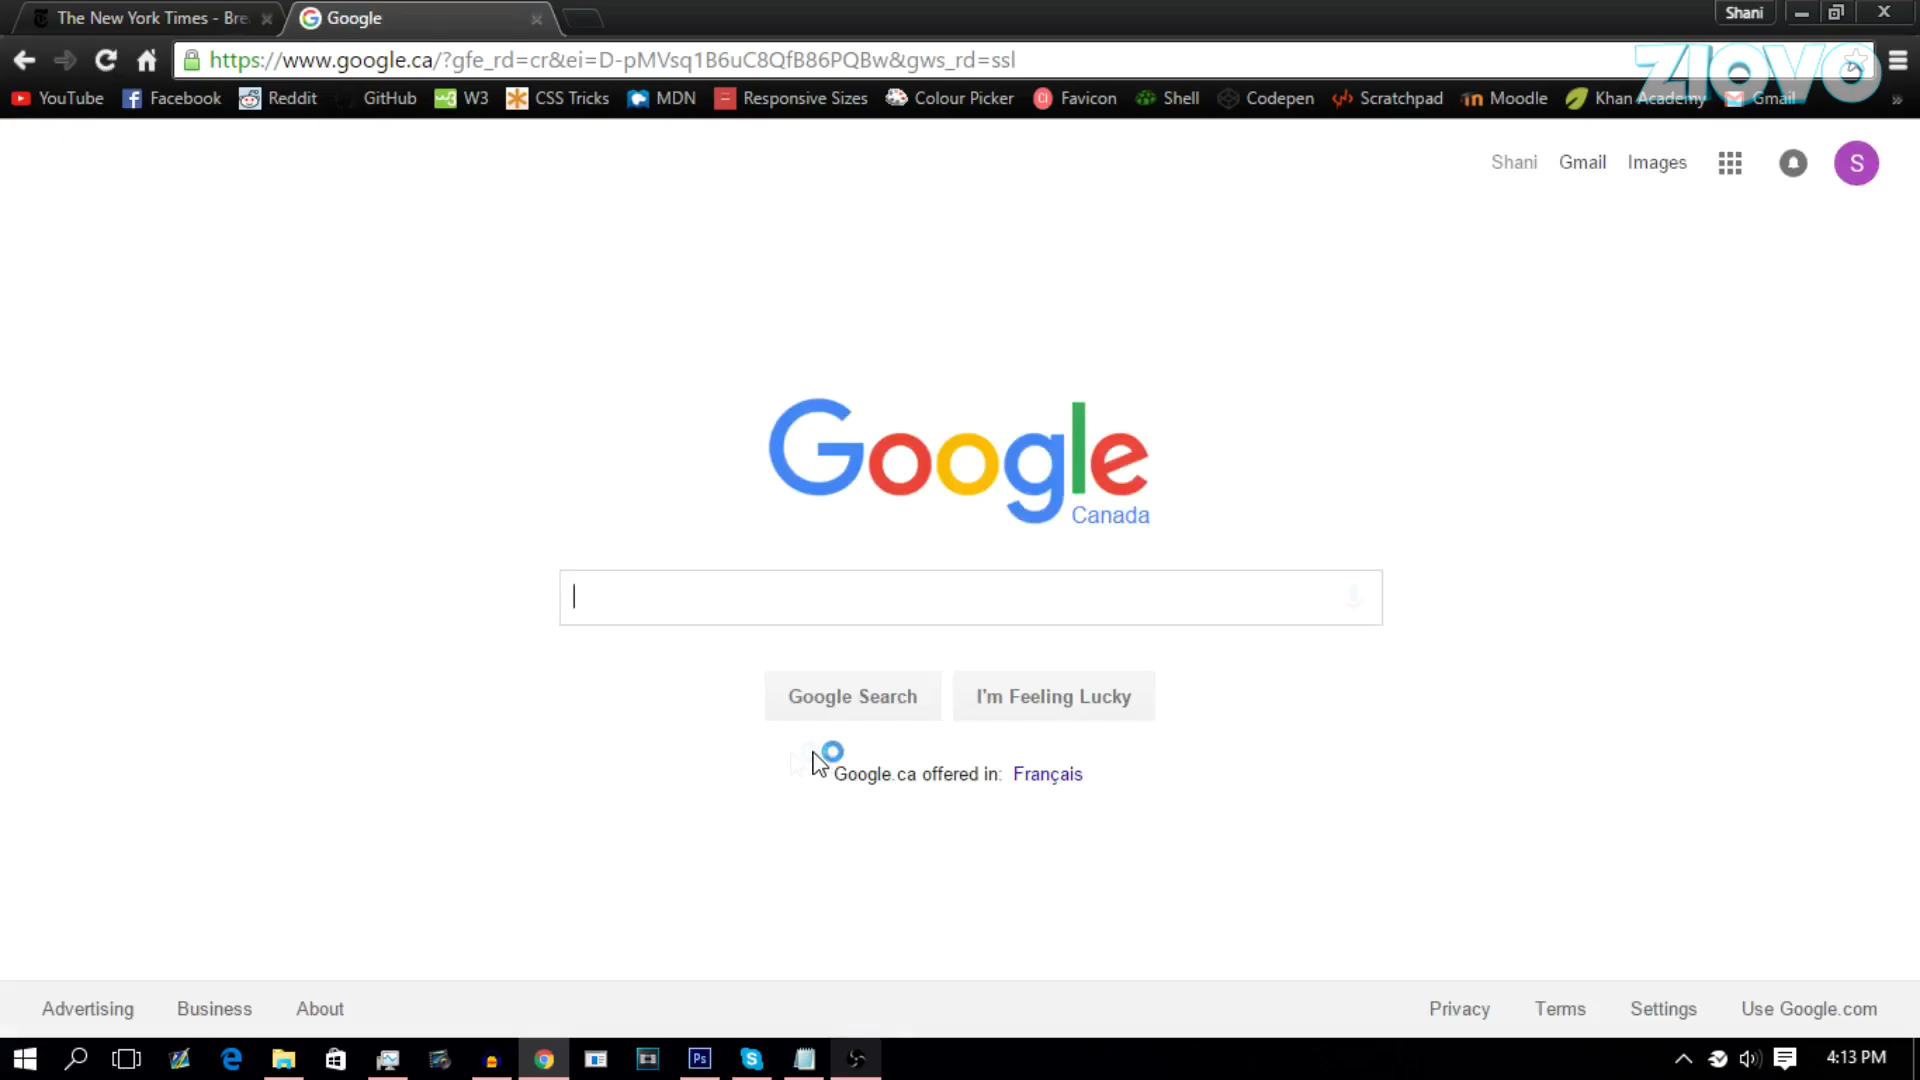 The New York Times - Bre
Google
Shani
https://www.google.ca/?gfe_rd=cr&ei=D-pMVsq1B6uC8QfB86PQBw&gws_rd=ssl
ZIOVO
YouTube
Facebook
Reddit
GitHub
W3
CSS Tricks
MDN
Responsive Sizes
Colour Picker
Favicon
Shell
Codepen
Scratchpad
Moodle
Khan Academy
Gmail
Shani
Gmail
Images
S
Google
Canada
Google Search
I'm Feeling Lucky
Google.ca offered in: Français
Advertising
Business
About
Privacy
Terms
Settings
Use Google.com
Ps
4:13 PM